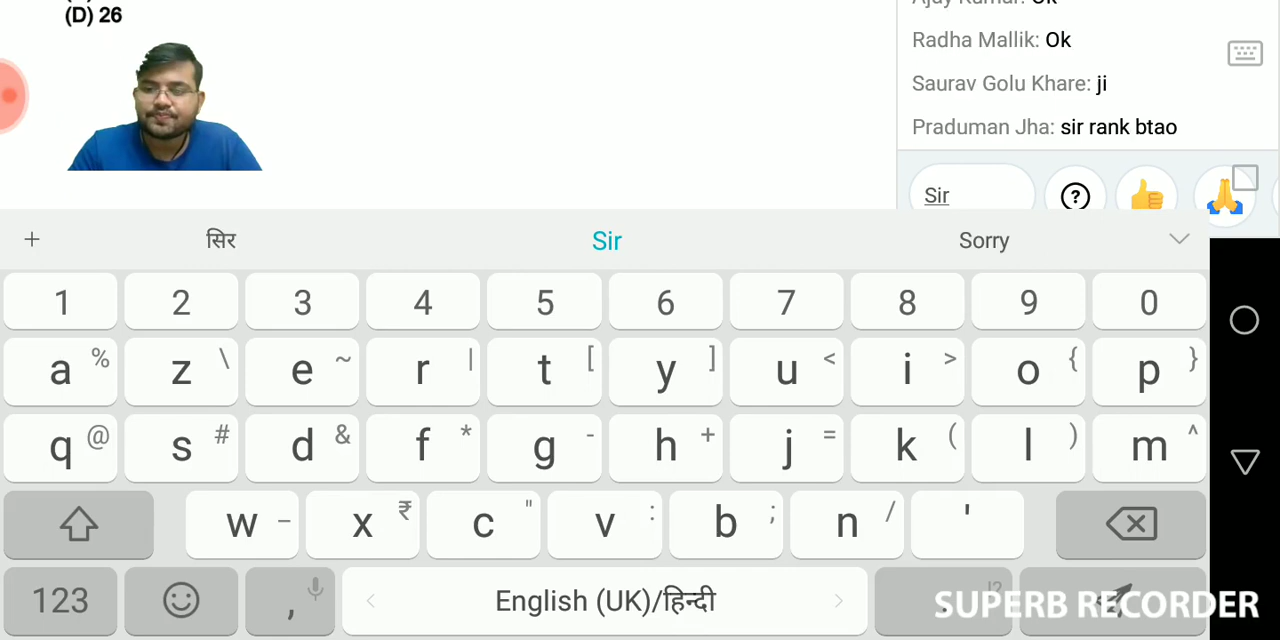 (D) 26
Radha Mallik: Ok
Saurav Golu Khare: ji
Praduman Jha: sir rank btao
Sir
?
+ सिर Sir Sorry
1 2 3 4 5 6 7 8 9 0
a % z \ e ~ r | t [ y ] u < i > o { p }
q @ s # d & f * g - h + j = k ( l ) m ^
w – x ₹ c " v : b ; n / '
123 , English (UK)/हिन्दी . !?
SUPERB RECORDER